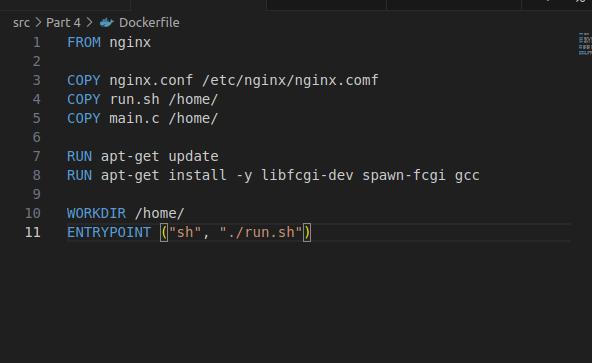 src > Part 4 > Dockerfile
1 FROM nginx
2
3 COPY nginx.conf /etc/nginx/nginx.comf
4 COPY run.sh /home/
5 COPY main.c /home/
6
7 RUN apt-get update
8 RUN apt-get install -y libfcgi-dev spawn-fcgi gcc
9
10 WORKDIR /home/
11 ENTRYPOINT ("sh", "./run.sh")